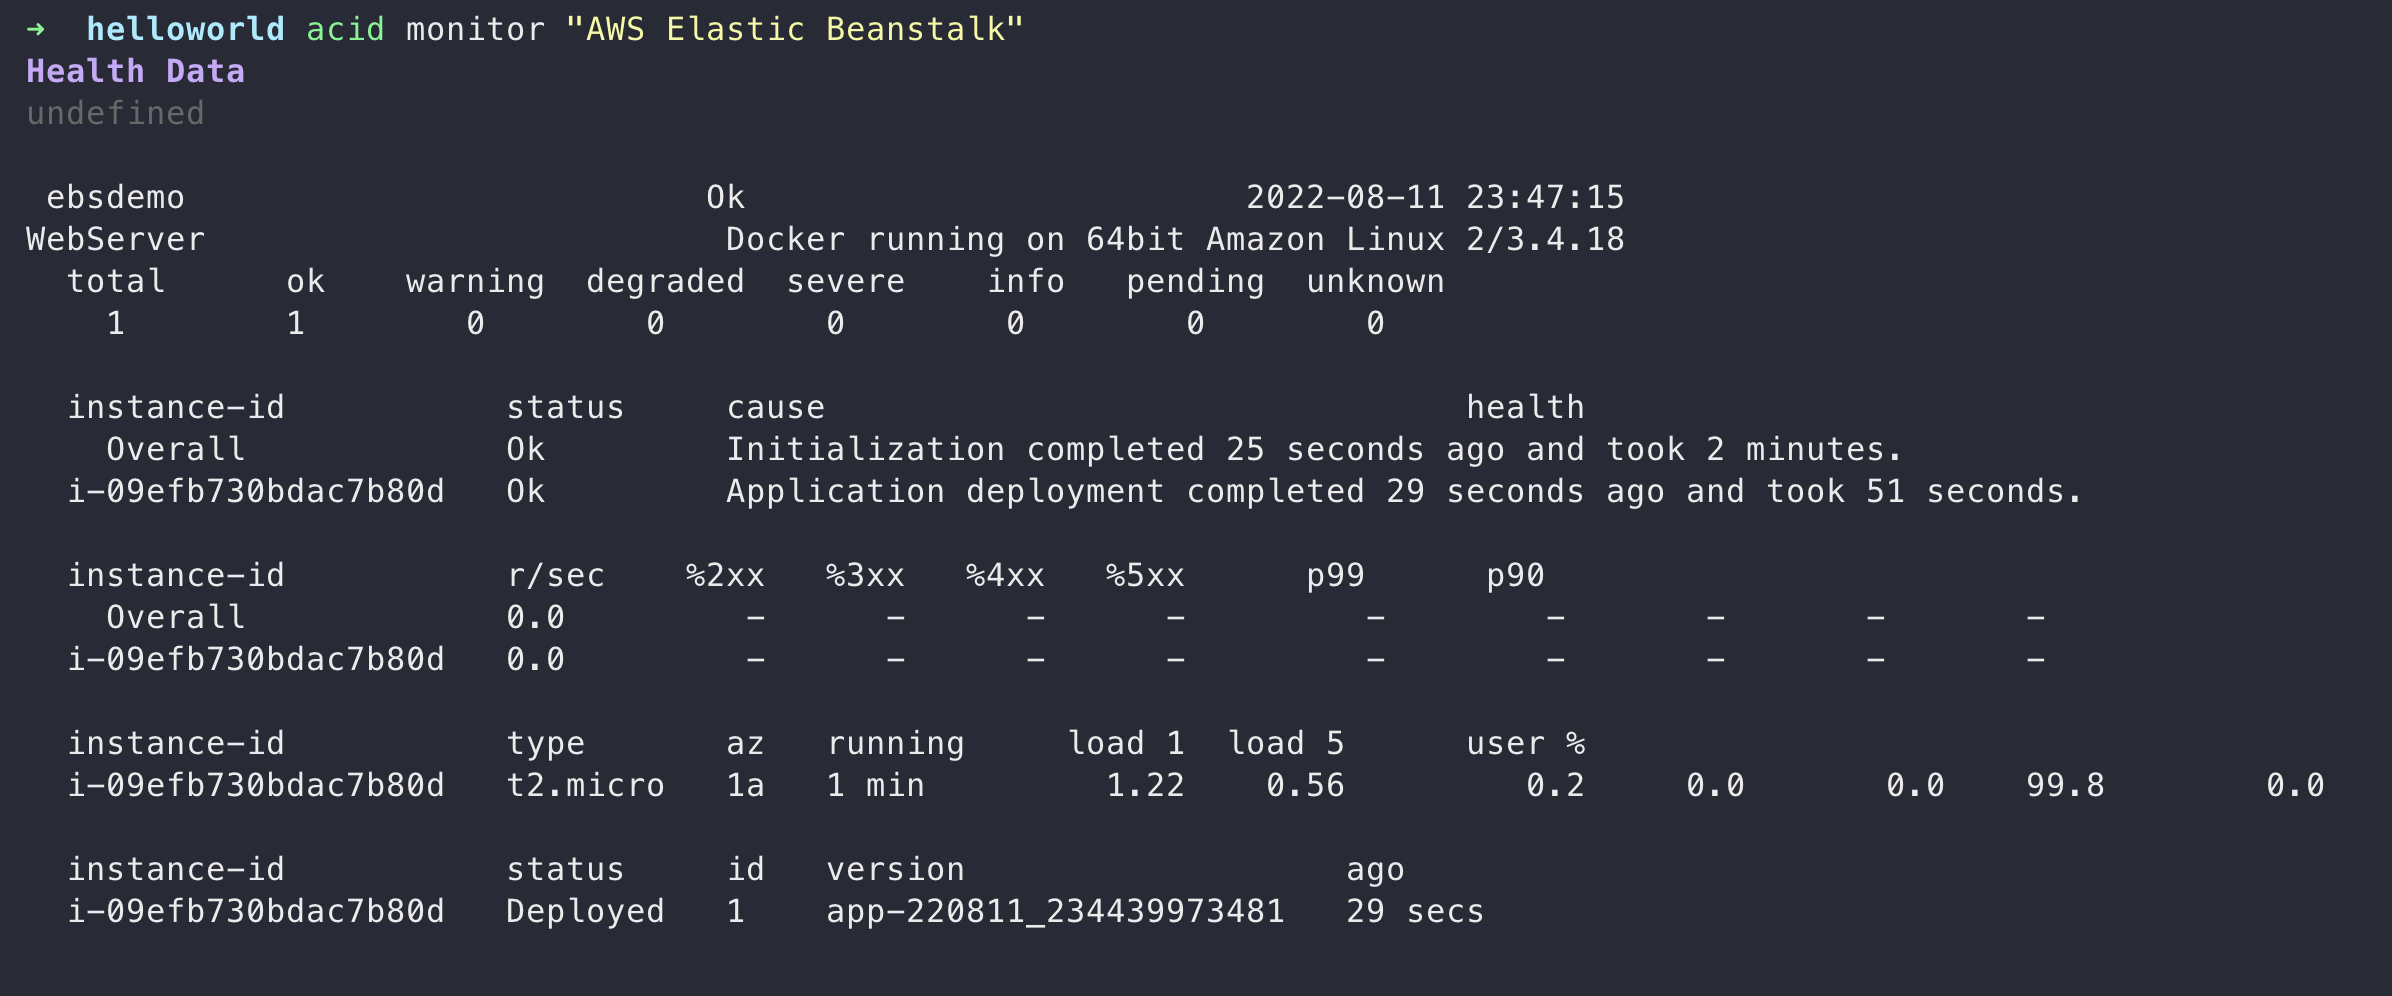 ➜  helloworld acid monitor "AWS Elastic Beanstalk"
Health Data
undefined
 ebsdemo                          Ok                         2022-08-11 23:47:15
WebServer                          Docker running on 64bit Amazon Linux 2/3.4.18
  total      ok    warning  degraded  severe    info   pending  unknown
    1        1        0        0        0        0        0        0
  instance-id           status     cause                                health
    Overall             Ok         Initialization completed 25 seconds ago and took 2 minutes.
  i-09efb730bdac7b80d   Ok         Application deployment completed 29 seconds ago and took 51 seconds.
  instance-id           r/sec    %2xx   %3xx   %4xx   %5xx      p99      p90
    Overall             0.0         -      -      -      -         -        -       -       -       -
  i-09efb730bdac7b80d   0.0         -      -      -      -         -        -       -       -       -
  instance-id           type       az   running     load 1  load 5      user %
  i-09efb730bdac7b80d   t2.micro   1a   1 min         1.22    0.56         0.2     0.0       0.0    99.8        0.0
  instance-id           status     id   version                   ago
  i-09efb730bdac7b80d   Deployed   1    app-220811_234439973481   29 secs